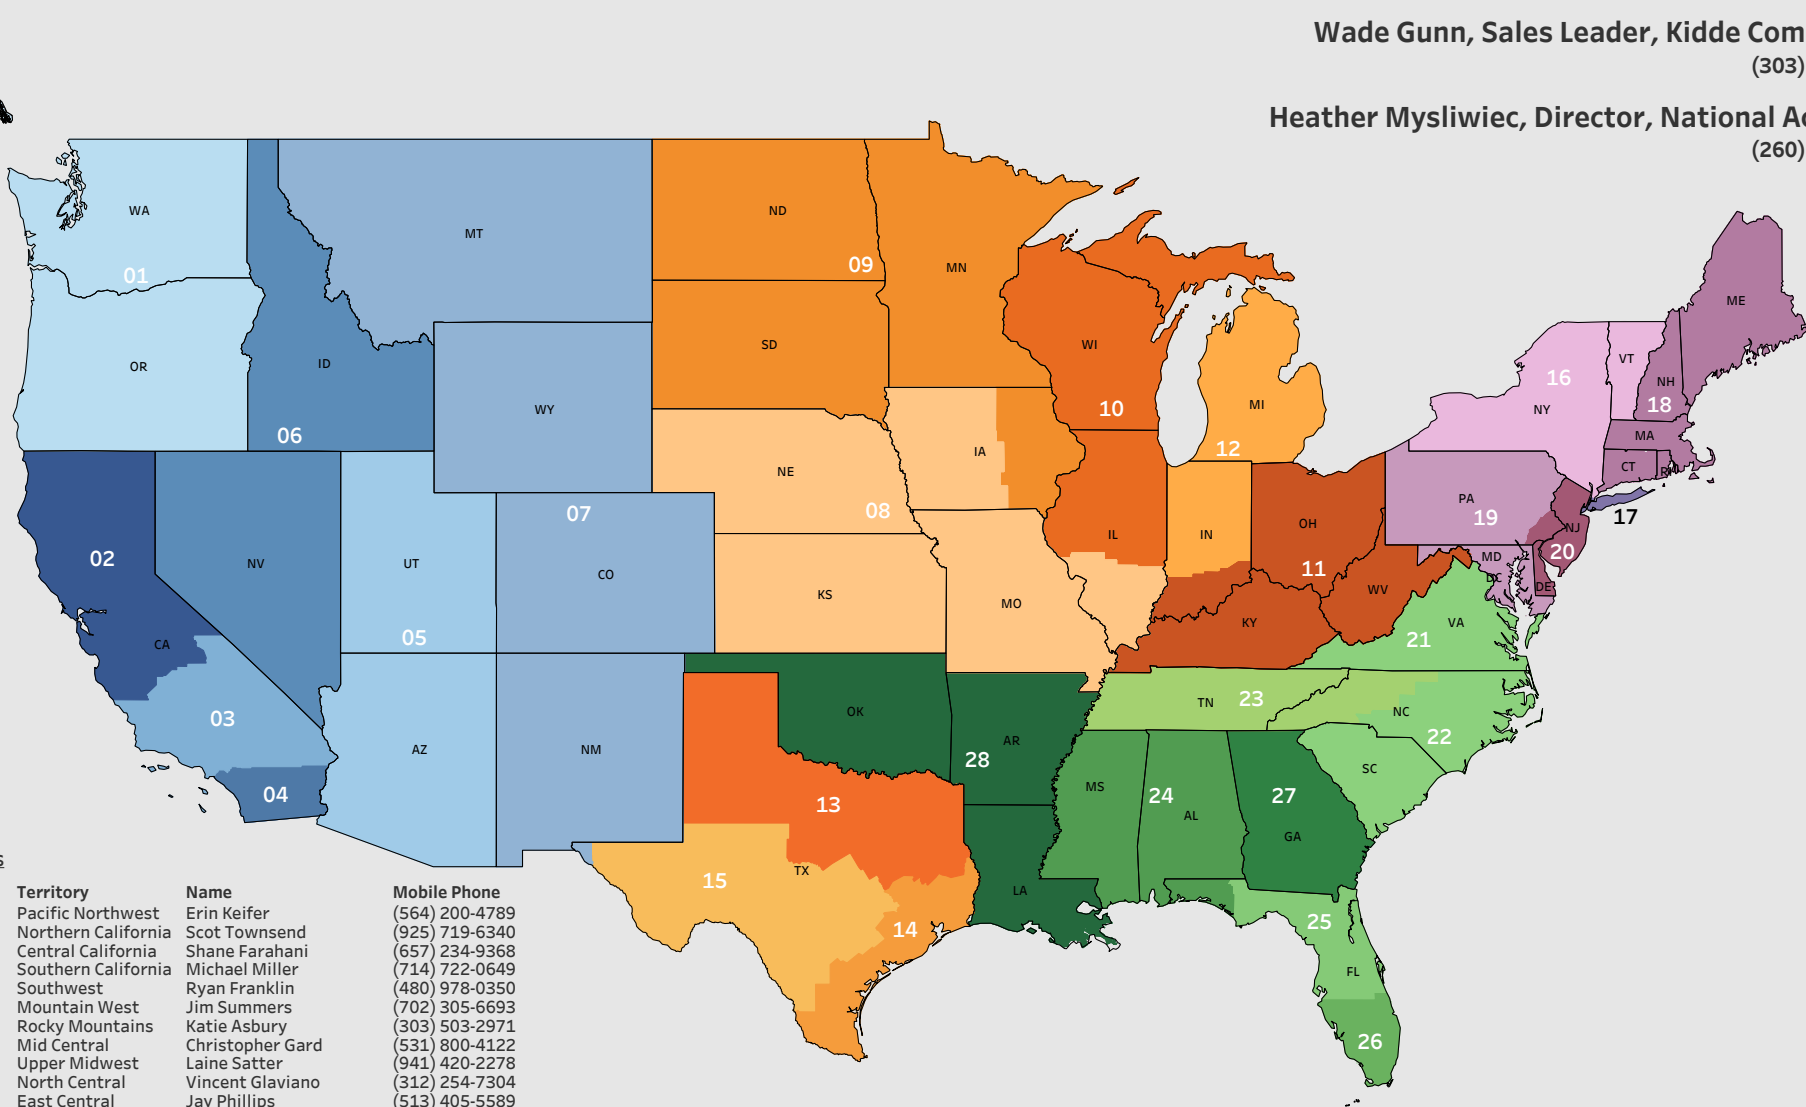 Wade Gunn, Sales Leader, Kidde Com
(303)
Heather Mysliwiec, Director, National Ac
(260)
WA
01
MT
ND
09
MN
OR
ID
06
WY
SD
WI
10
MI
12
ME
VT
NH
18
16
NY
MA
CT
RI
IA
NE
08
07
PA
19
17
NJ
20
02
NV
UT
05
CO
KS
MO
IL
IN
OH
11
WV
KY
MD
DC
DE
VA
21
CA
03
04
AZ
NM
OK
AR
28
TN
23
NC
22
SC
13
MS
24
AL
27
GA
15
TX
14
LA
25
FL
26
s
Territory Name Mobile Phone
Pacific Northwest Erin Keifer (564) 200-4789
Northern California Scot Townsend (925) 719-6340
Central California Shane Farahani (657) 234-9368
Southern California Michael Miller (714) 722-0649
Southwest Ryan Franklin (480) 978-0350
Mountain West Jim Summers (702) 305-6693
Rocky Mountains Katie Asbury (303) 503-2971
Mid Central Christopher Gard (531) 800-4122
Upper Midwest Laine Satter (941) 420-2278
North Central Vincent Glaviano (312) 254-7304
East Central Jay Phillips (513) 405-5589